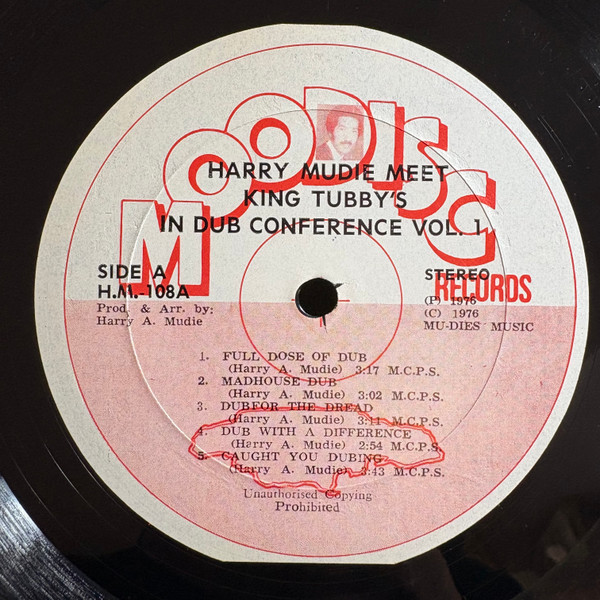 MOODISC
HARRY MUDIE MEET
KING TUBBY'S
IN DUB CONFERENCE VOL. 1
SIDE A
H.M.-108A
Prod. & Arr. by:
Harry A. Mudie
STEREO
RECORDS
(P) 1976
(C) 1976
MU-DIES MUSIC
1. FULL DOSE OF DUB
(Harry A. Mudie) 3:17 M.C.P.S.
2. MADHOUSE DUB
(Harry A. Mudie) 3:02 M.C.P.S.
3. DUBFOR THE DREAD
(Harry A. Mudie) 3:11 M.C.P.S.
4. DUB WITH A DIFFERENCE
(Harry A. Mudie) 2:54 M.C.P.S.
5. CAUGHT YOU DUBING
(Harry A. Mudie) 3:43 M.C.P.S.
Unauthorised Copying
Prohibited